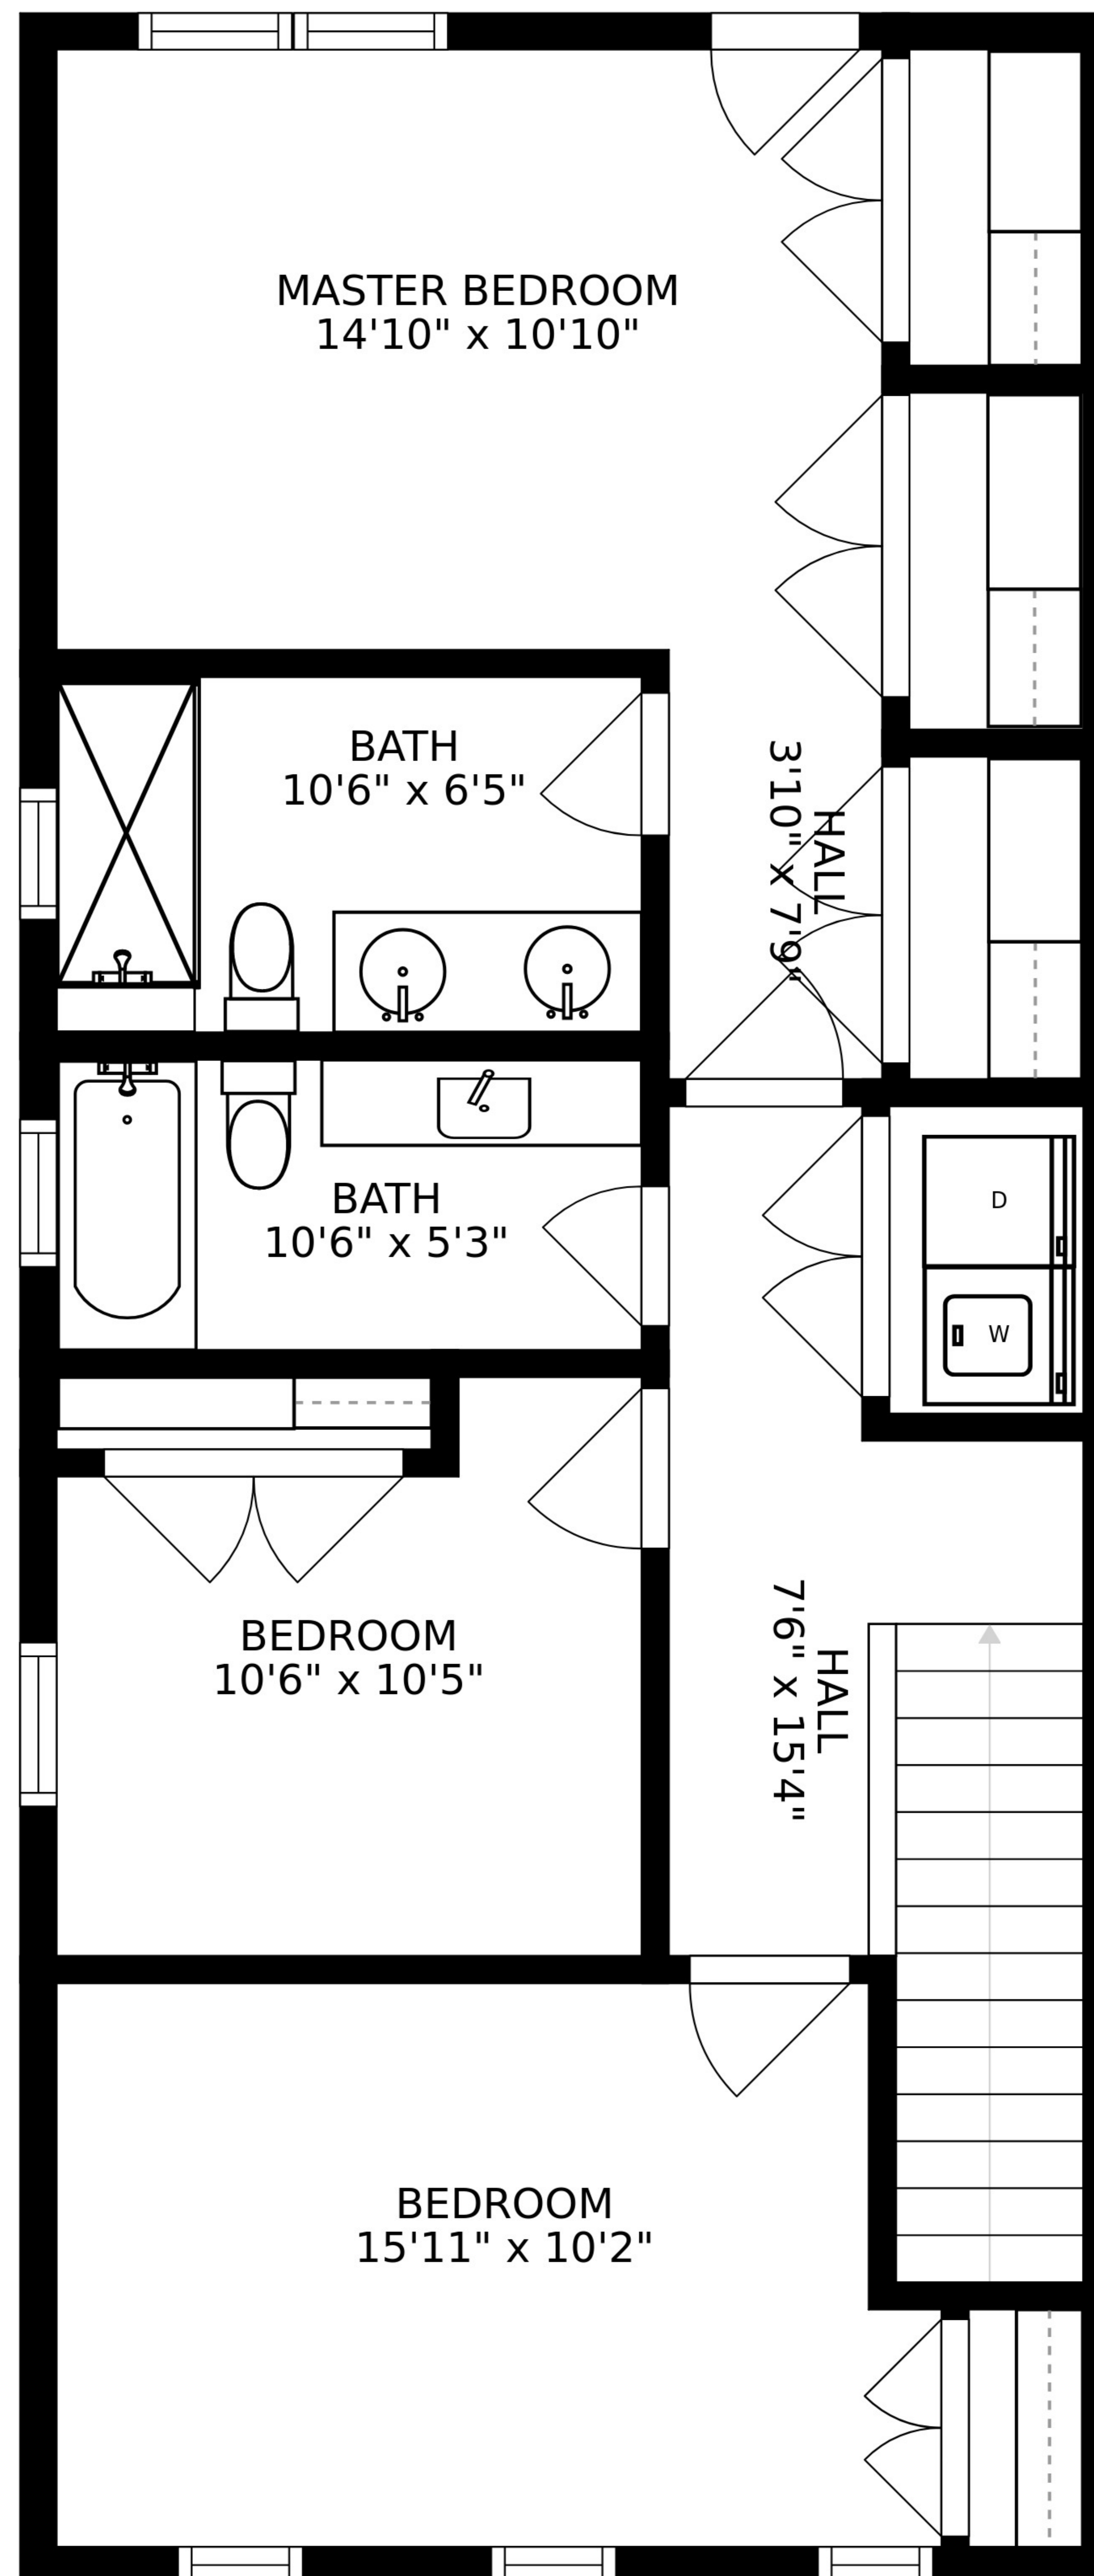 MASTER BEDROOM
14'10" x 10'10"
BATH
10'6" x 6'5"
HALL
3'10" x 7'9"
BATH
10'6" x 5'3"
D
W
BEDROOM
10'6" x 10'5"
HALL
7'6" x 15'4"
BEDROOM
15'11" x 10'2"